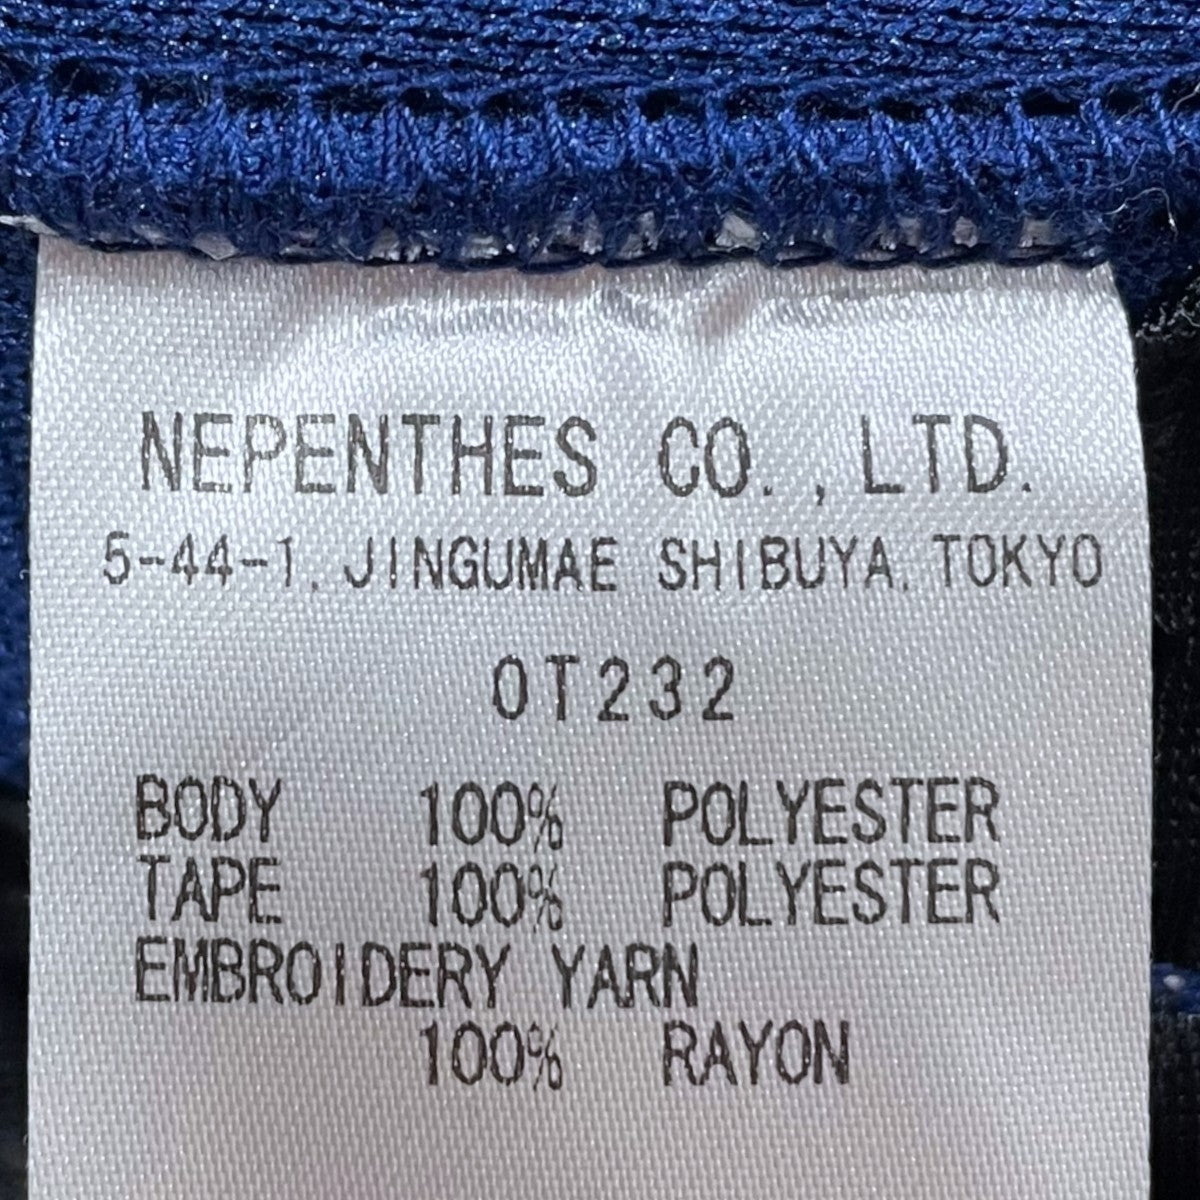 NEPENTHES CO., LTD.
5-44-1, JINGUMAE SHIBUYA, TOKYO
OT232
BODY 100% POLYESTER
TAPE 100% POLYESTER
EMBROIDERY YARN
100% RAYON